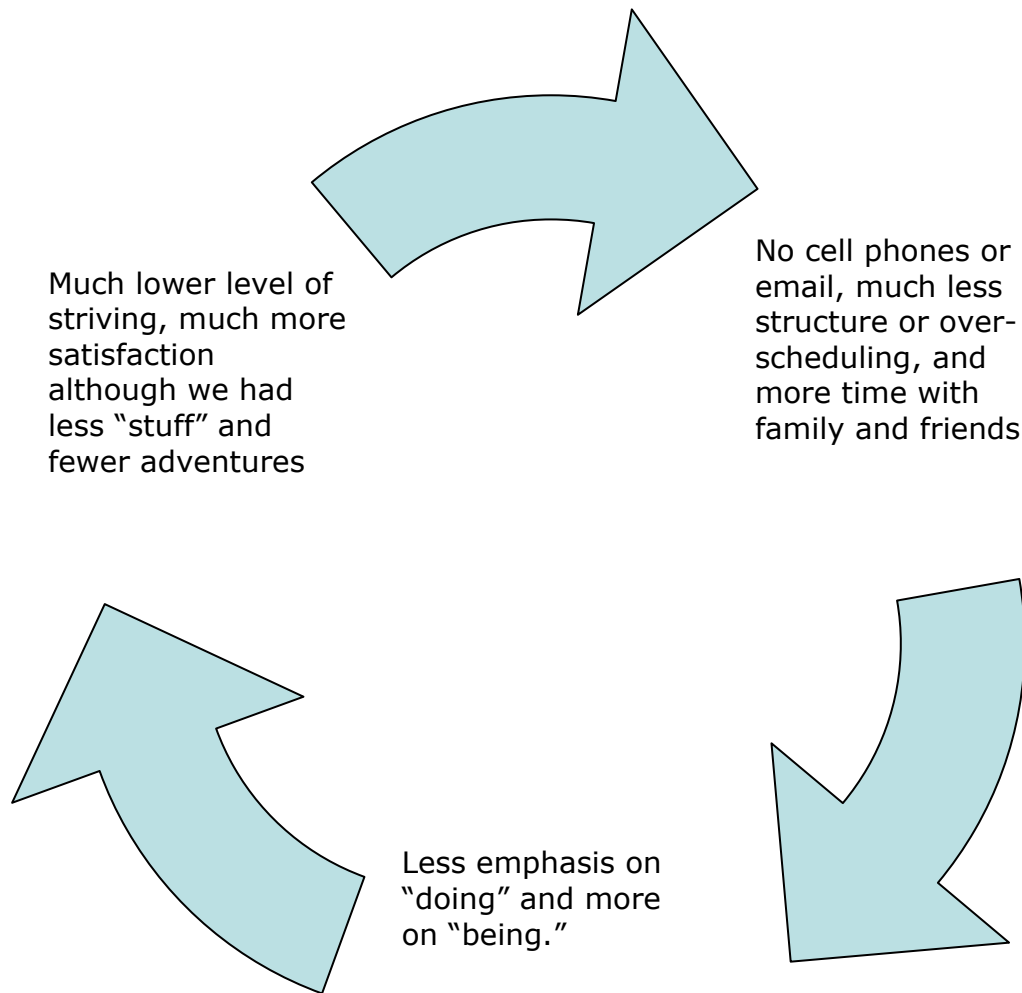 Much lower level of
striving, much more
satisfaction
although we had
less “stuff” and
fewer adventures
No cell phones or
email, much less
structure or over-
scheduling, and
more time with
family and friends
Less emphasis on
“doing” and more
on “being.”